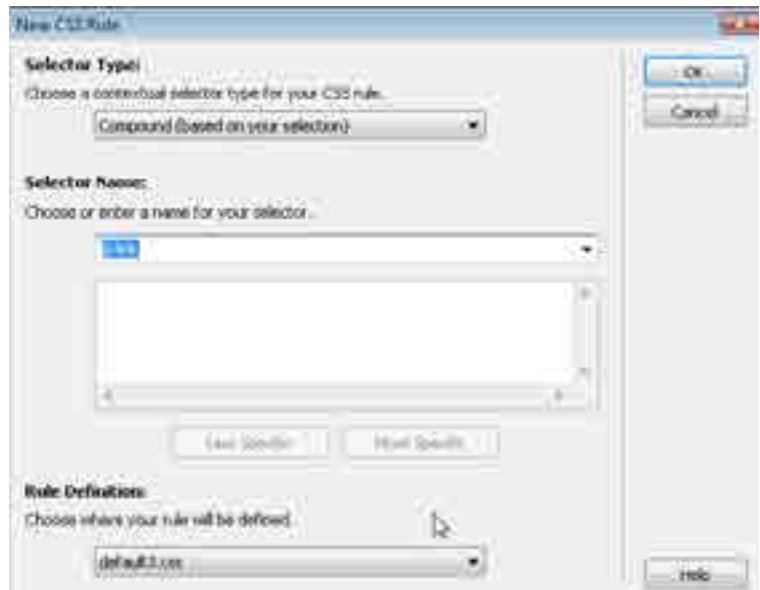 New CSS Rule
Selector Type:
Choose a contextual selector type for your CSS rule.
Compound (based on your selection)
OK
Cancel
Selector Name:
Choose or enter a name for your selector.
Less Specific
More Specific
Rule Definition:
Choose where your rule will be defined.
Help